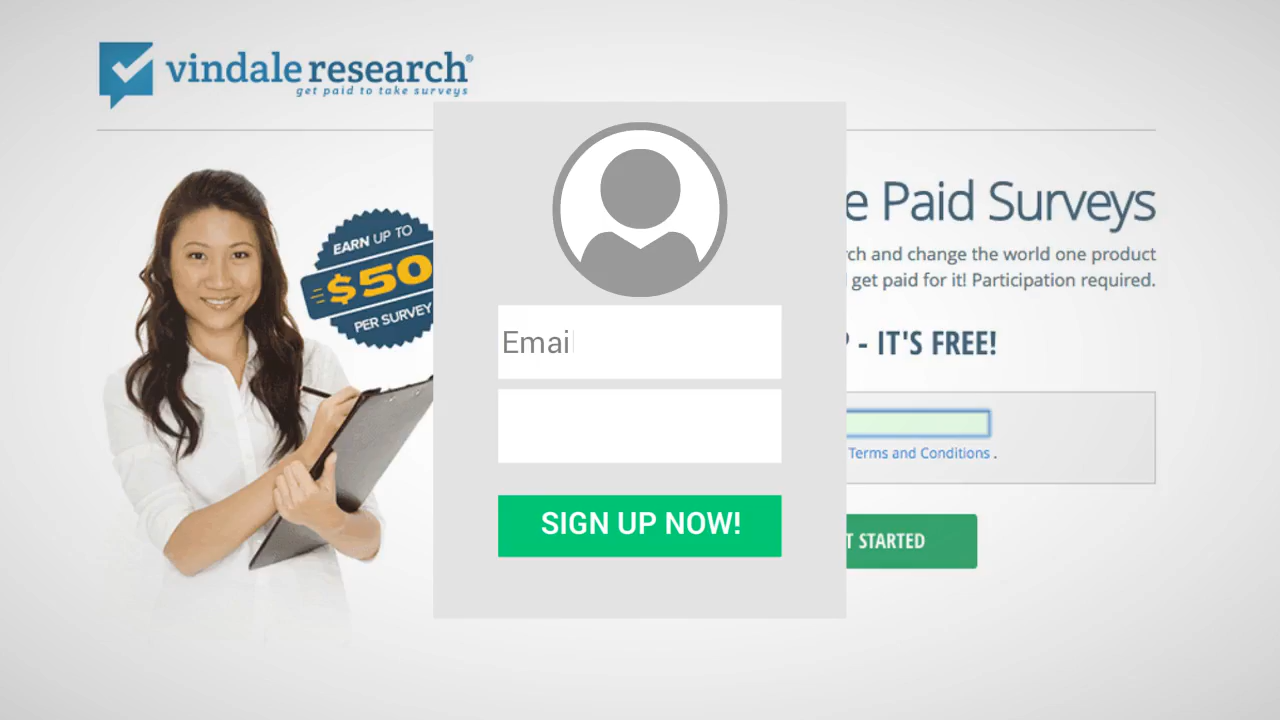 vindale research®
get paid to take surveys
EARN UP TO
$50
PER SURVEY
e Paid Surveys
rch and change the world one product
get paid for it! Participation required.
- IT'S FREE!
Email
Terms and Conditions .
SIGN UP NOW!
T STARTED